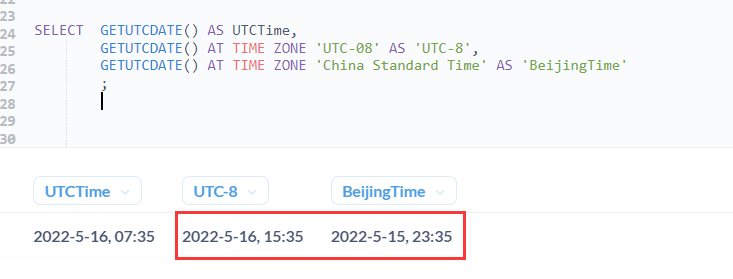 22
23
24 SELECT GETUTCDATE() AS UTCTime,
25 GETUTCDATE() AT TIME ZONE 'UTC-08' AS 'UTC-8',
26 GETUTCDATE() AT TIME ZONE 'China Standard Time' AS 'BeijingTime'
27 ;
28
29
30
UTCTime UTC-8 BeijingTime
2022-5-16, 07:35 2022-5-16, 15:35 2022-5-15, 23:35